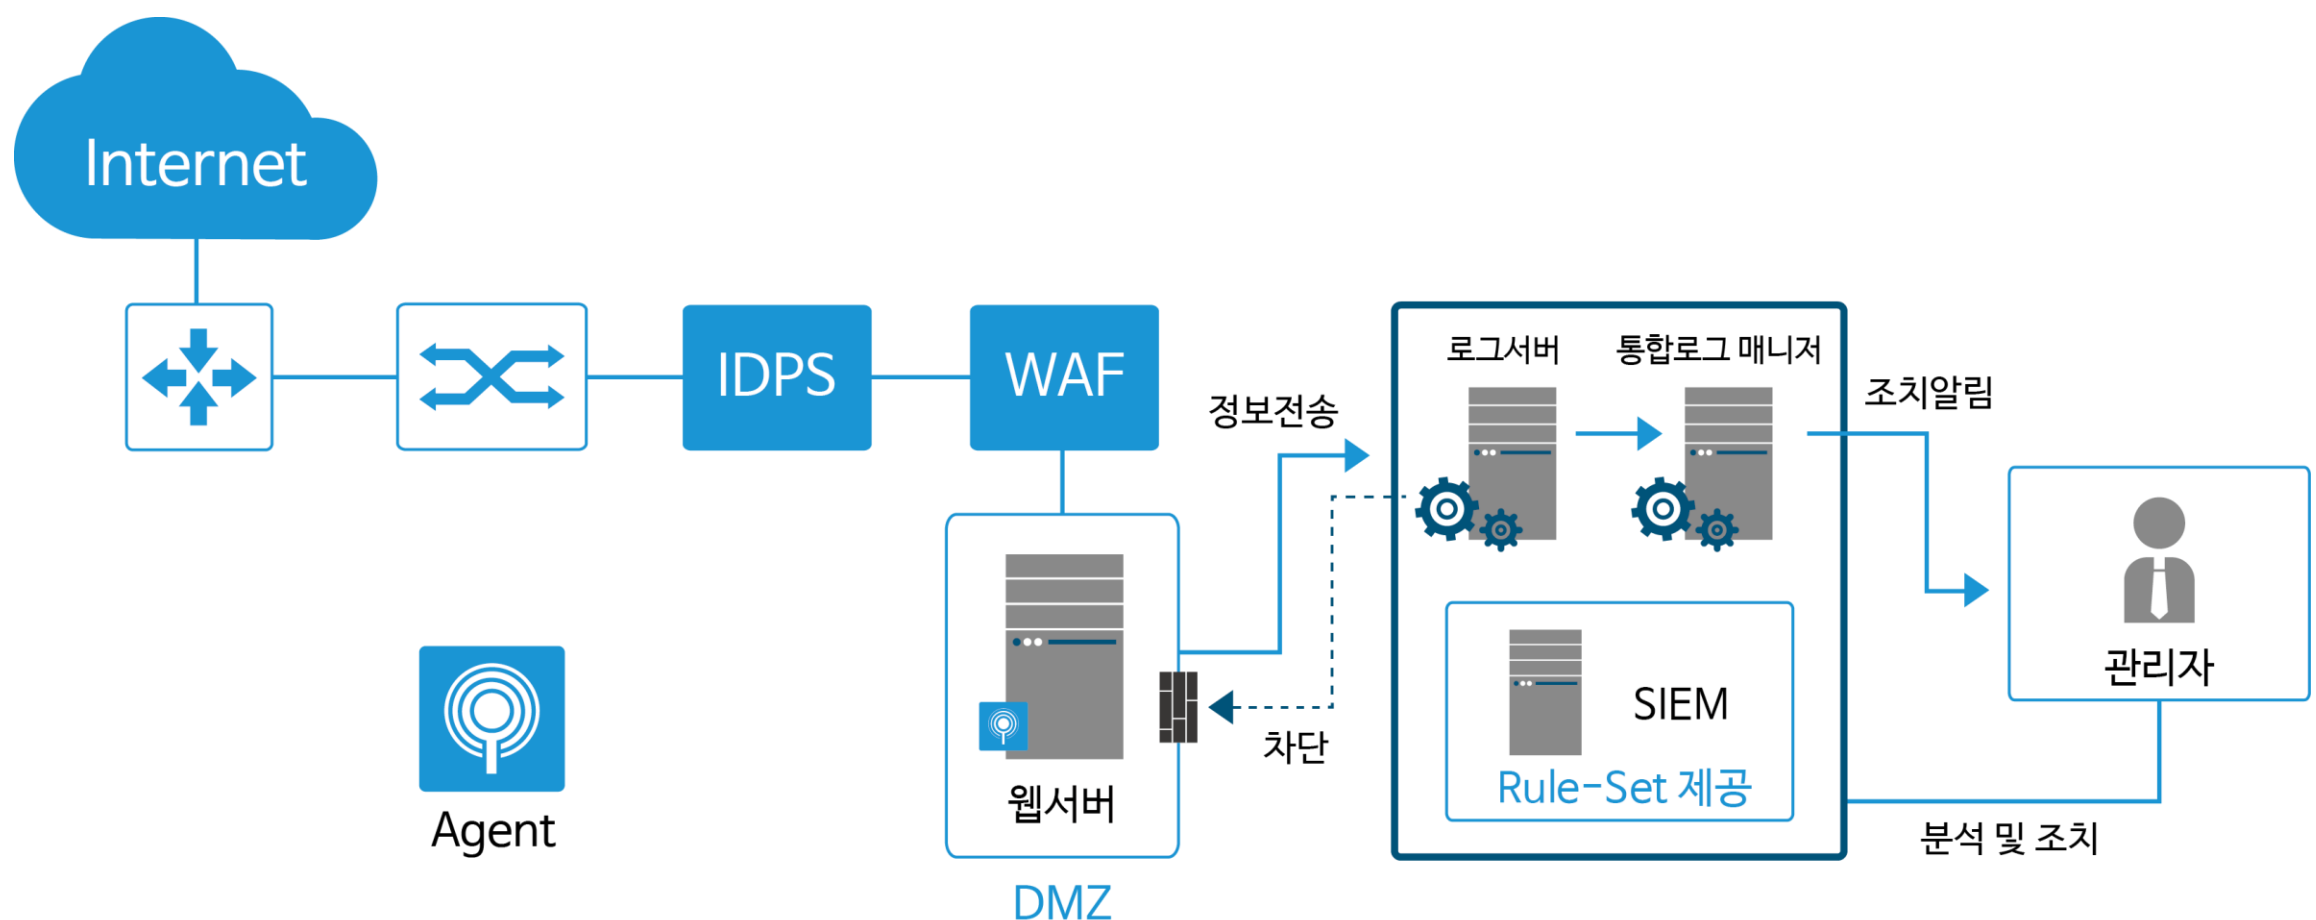 Internet
IDPS
WAF
정보전송
로그서버
통합로그 매니저
조치알림
관리자
차단
SIEM
Rule-Set 제공
분석 및 조치
웹서버
DMZ
Agent